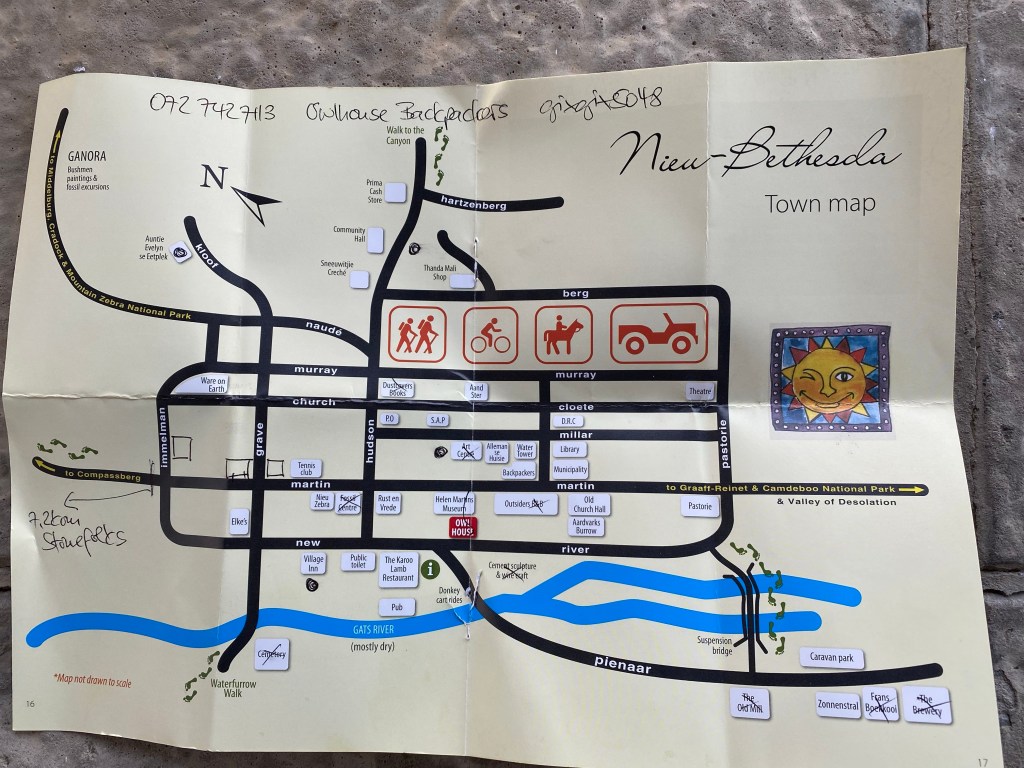 072 7427113 Owlhouse Backpackers
Nieu-Bethesda
Town map
Walk to the
Canyon
GANORA
Bushmen
paintings &
fossil excursions
to Middelburg, Cradock & Mountain Zebra National Park
N
Prima
Cash
Store
hartzenberg
Community
Hall
Auntie
Evelyn
se Eetplek
kloof
Sneeuwitjie
Creché
Thanda Mali
Shop
berg
naudé
murray
murray
Ware on
Earth
Dustcovers
Books
Aand
Ster
Theatre
church
cloete
immelman
grave
hudson
pastorie
P.O
S.A.P
D.R.C
millar
Art
Centre
Alleman
se
Huisie
Water
Tower
Library
Tennis
club
Backpackers
Municipality
to Compassberg
martin
martin
to Graaff-Reinet & Camdeboo National Park
& Valley of Desolation
7,2km
Stonefolks
Nieu
Zebra
Fossil
Centre
Rust en
Vrede
Helen Martins
Museum
Outsiders B&B
Old
Church Hall
Pastorie
Elke's
OWL
HOUSE
Aardvarks
Burrow
new
river
Village
Inn
Public
toilet
The Karoo
Lamb
Restaurant
i
Cement sculpture
& wire craft
Donkey
cart rides
Pub
GATS RIVER
(mostly dry)
Suspension
bridge
Cemetery
pienaar
Caravan park
*Map not drawn to scale
Waterfurrow
Walk
The
Old Mill
Zonnenstral
Frans
Boekkooi
The
Brewery
16
17